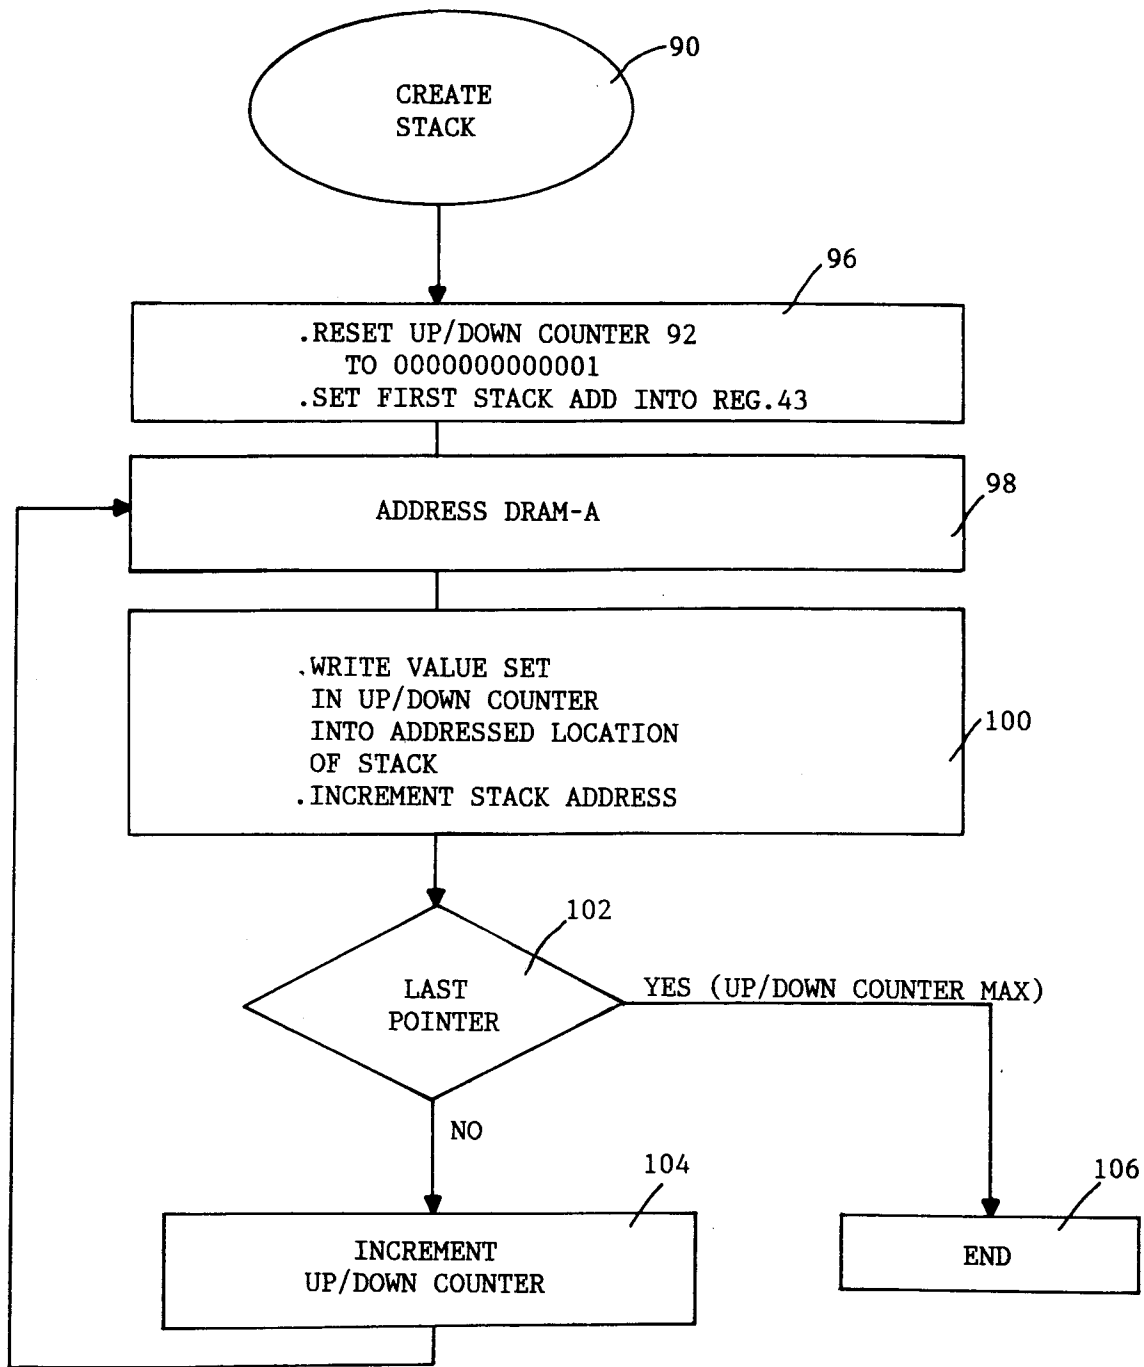 90
CREATE
STACK
96
.RESET UP/DOWN COUNTER 92
TO 0000000000001
.SET FIRST STACK ADD INTO REG.43
98
ADDRESS DRAM-A
.WRITE VALUE SET
IN UP/DOWN COUNTER
INTO ADDRESSED LOCATION
OF STACK
.INCREMENT STACK ADDRESS
100
102
LAST
POINTER
YES (UP/DOWN COUNTER MAX)
NO
104
INCREMENT
UP/DOWN COUNTER
106
END